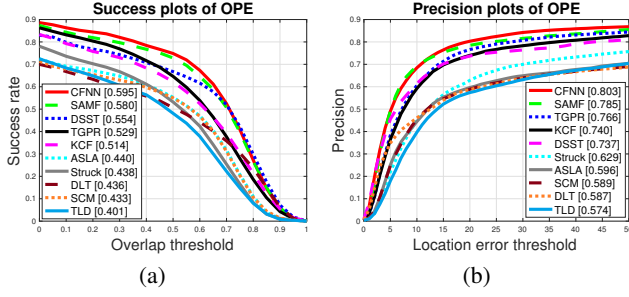 Success plots of OPE
0.9
0.8
0.7
0.6
0.5
0.4
0.3
0.2
0.1
0
Success rate
CFNN [0.595]
SAMF [0.580]
DSST [0.554]
TGPR [0.529]
KCF [0.514]
ASLA [0.440]
Struck [0.438]
DLT [0.436]
SCM [0.433]
TLD [0.401]
0 0.1 0.2 0.3 0.4 0.5 0.6 0.7 0.8 0.9
Overlap threshold
(a)
Precision plots of OPE
0.9
0.8
0.7
0.6
0.5
0.4
0.3
0.2
0.1
0
Precision
CFNN [0.803]
SAMF [0.785]
TGPR [0.766]
KCF [0.740]
DSST [0.737]
Struck [0.629]
ASLA [0.596]
SCM [0.589]
DLT [0.587]
TLD [0.574]
0 5 10 15 20 25 30 35 40 45 50
Location error threshold
(b)